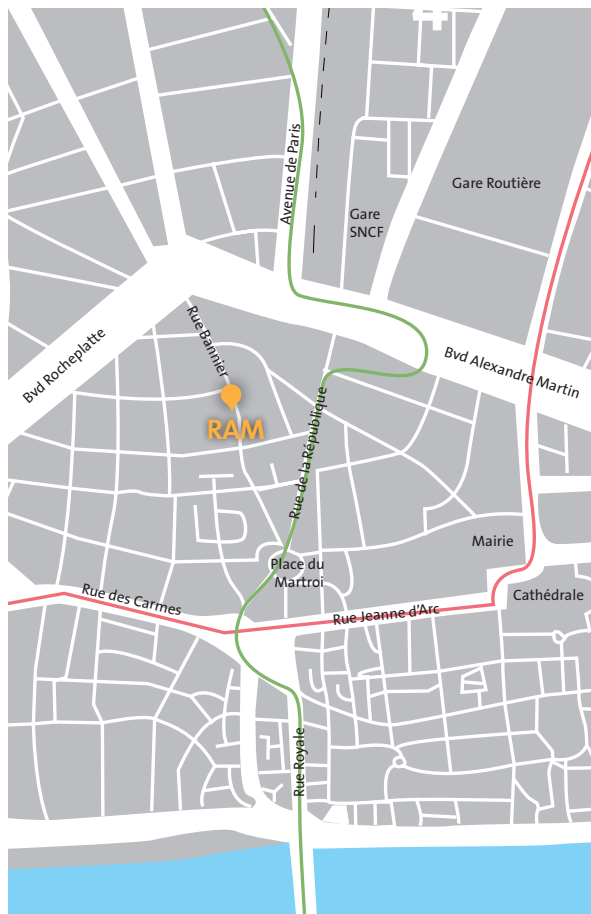 Avenue de Paris
Gare Routière
Gare
SNCF
Rue Bannier
Bvd Rocheplatte
Bvd Alexandre Martin
RAM
Rue de la République
Mairie
Place du
Martroi
Rue des Carmes
Cathédrale
Rue Jeanne d'Arc
Rue Royale